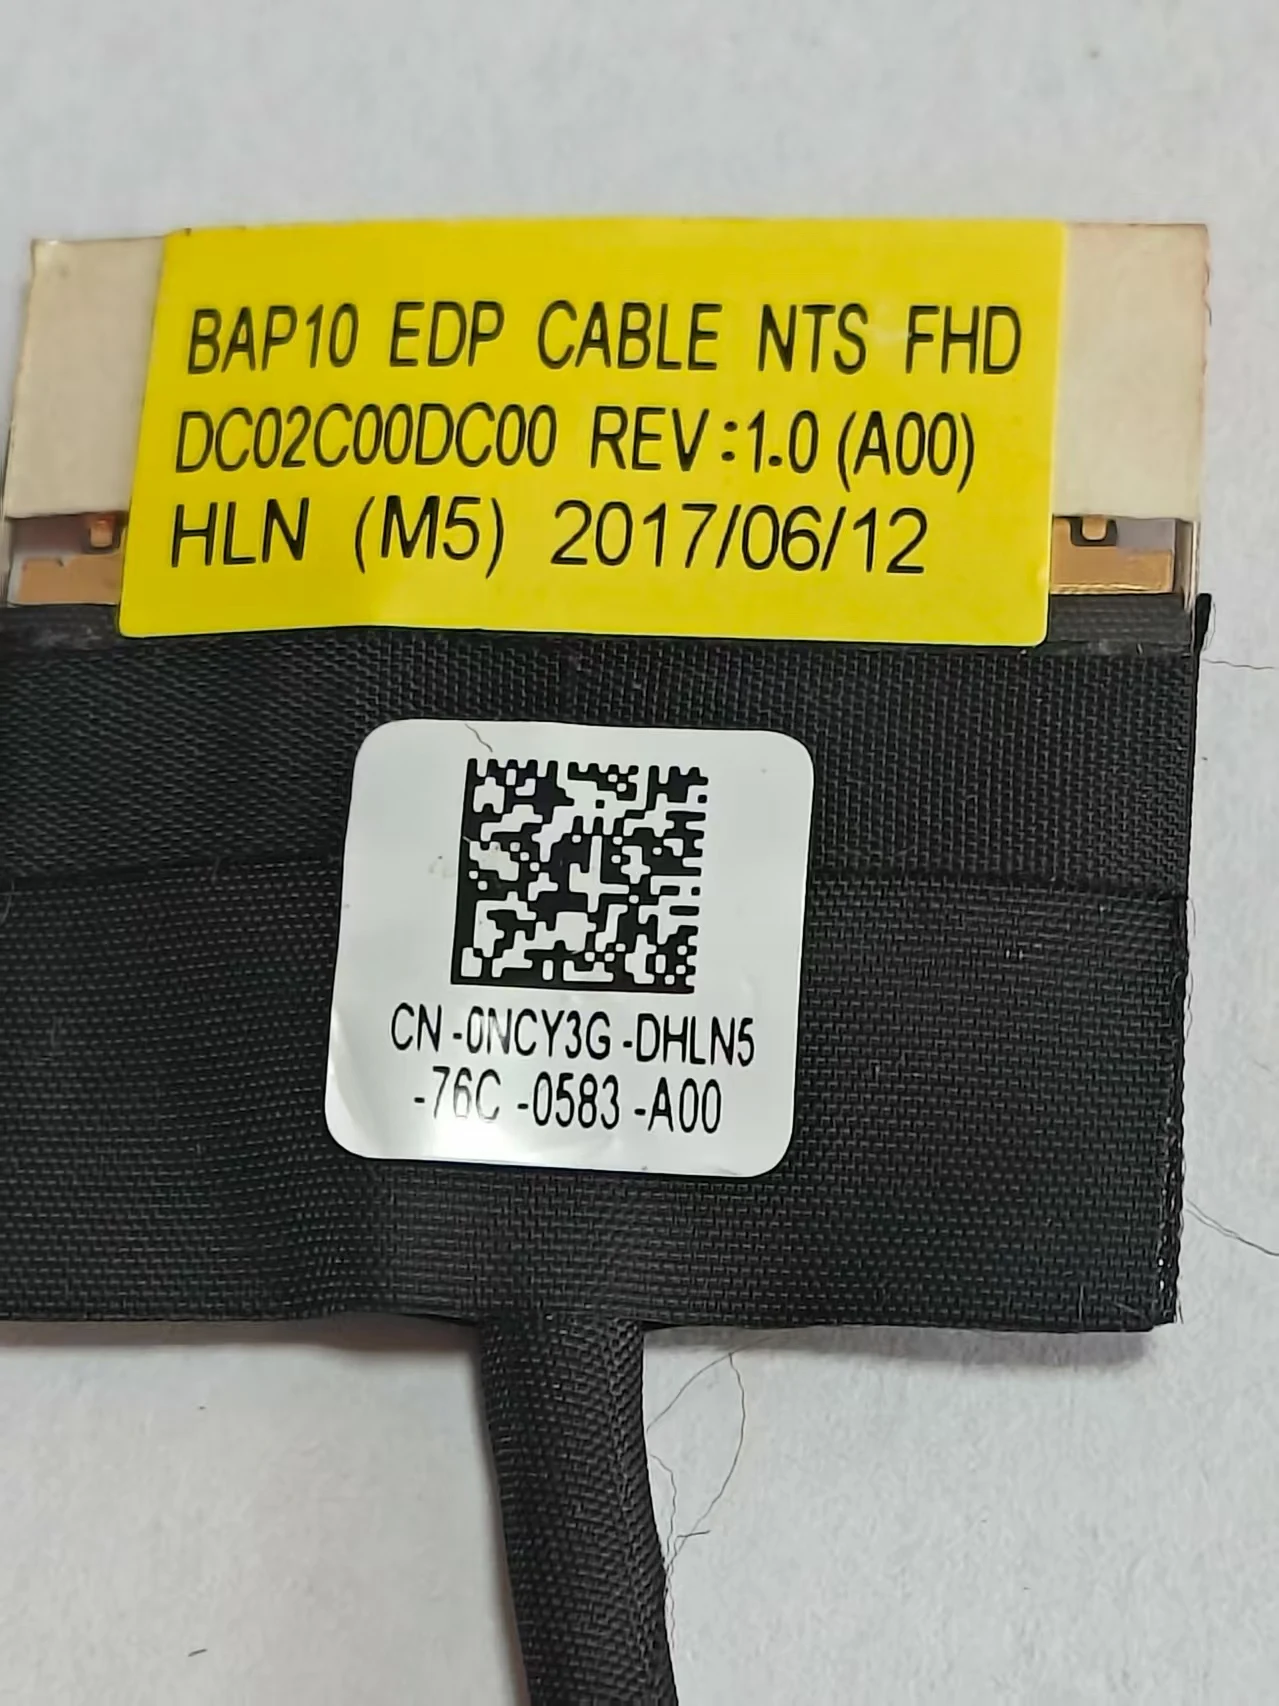 BAP10 EDP CABLE NTS FHD
DC02C00DC00 REV:1.0 (A00)
HLN (M5) 2017/06/12
CN-0NCY3G-DHLN5
-76C-0583-A00